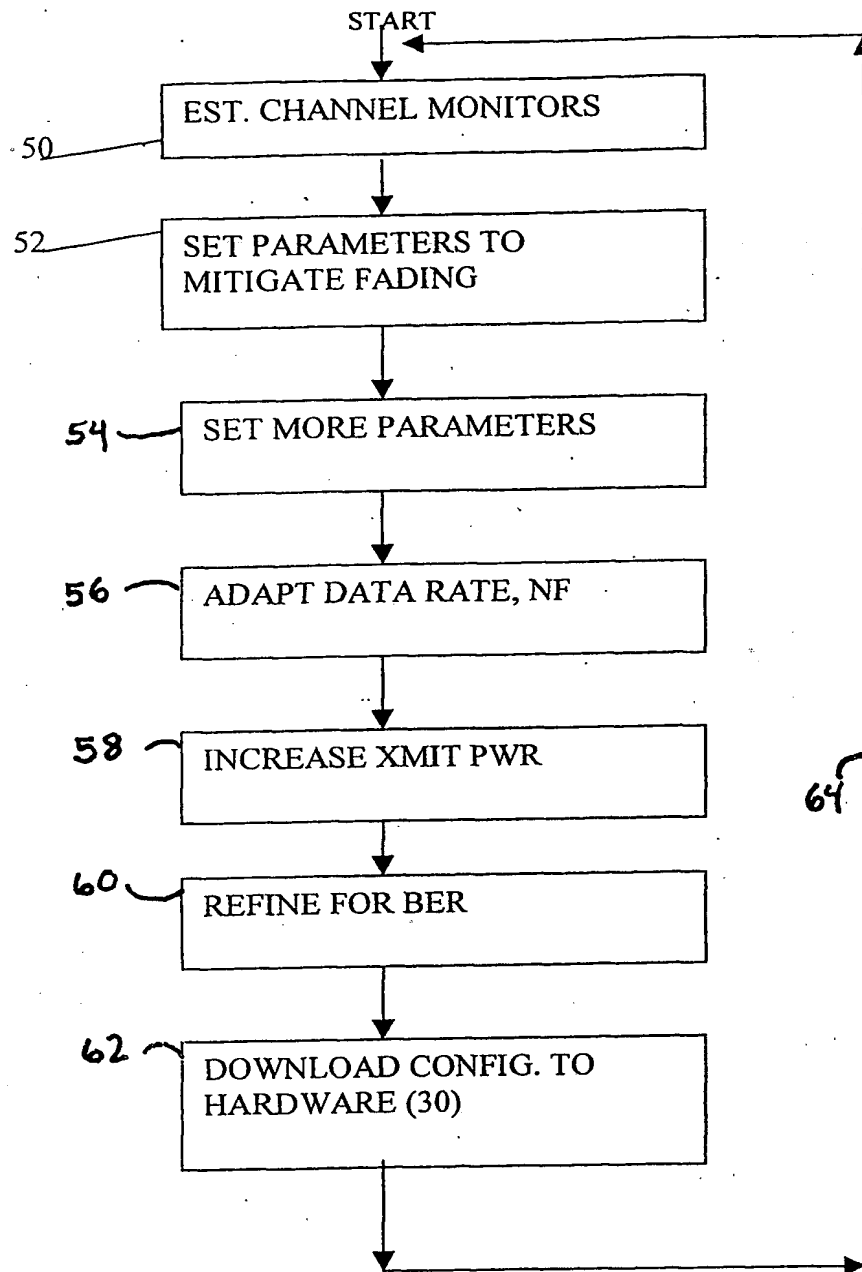 START
EST. CHANNEL MONITORS
50
52
SET PARAMETERS TO
MITIGATE FADING
54
SET MORE PARAMETERS
56
ADAPT DATA RATE, NF
58
INCREASE XMIT PWR
64
60
REFINE FOR BER
62
DOWNLOAD CONFIG. TO
HARDWARE (30)